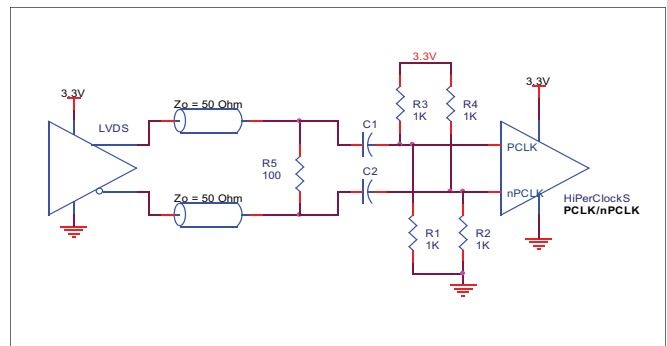 3.3V
3.3V
3.3V
Zo = 50 Ohm
LVDS
C1
R3
1K
R4
1K
PCLK
R5
100
C2
Zo = 50 Ohm
nPCLK
HiPerClockS
PCLK/nPCLK
R1
1K
R2
1K